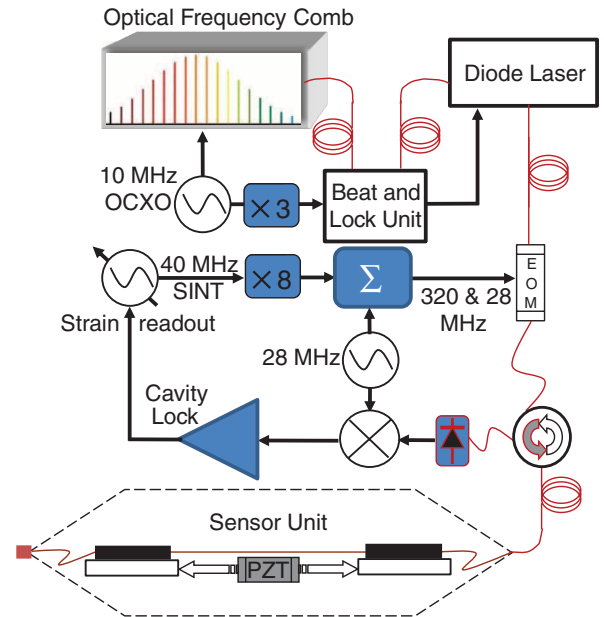 Optical Frequency Comb
Diode Laser
10 MHz
OCXO
× 3
Beat and
Lock Unit
40 MHz
SINT
× 8
Σ
320 & 28
MHz
E
O
M
Strain readout
28 MHz
Cavity
Lock
Sensor Unit
PZT